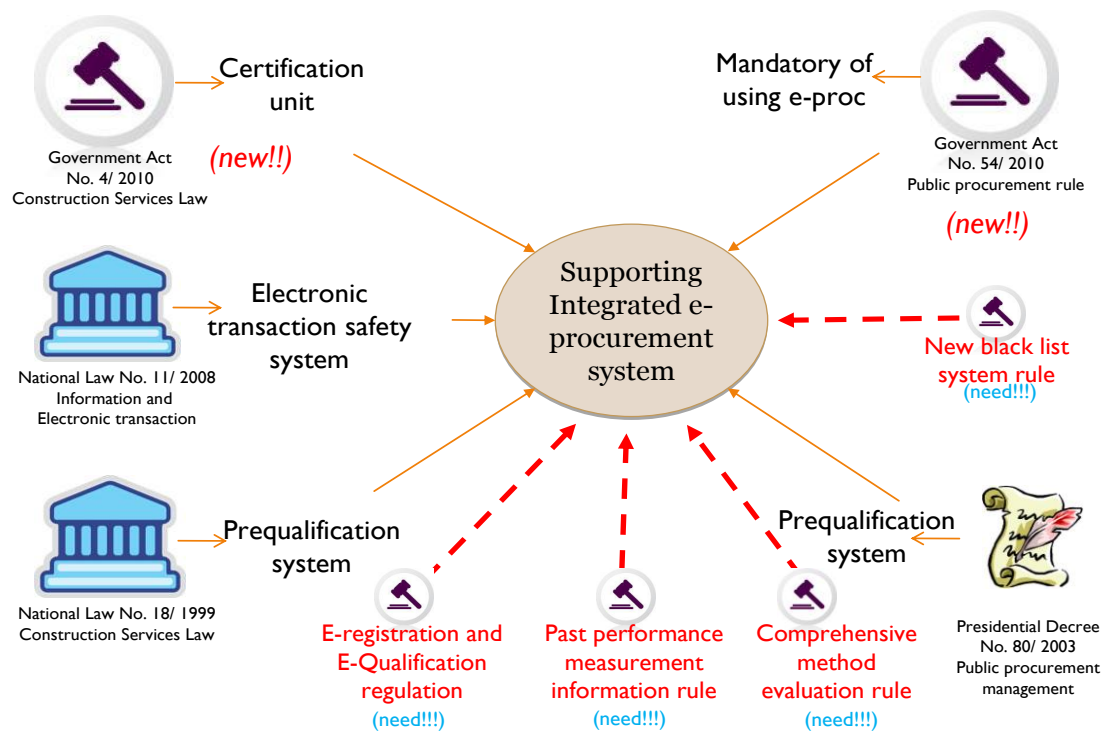 Certification
unit
(new!!)
Government Act
No. 4/ 2010
Construction Services Law
Mandatory of
using e-proc
Government Act
No. 54/ 2010
Public procurement rule
(new!!)
Electronic
transaction safety
system
National Law No. 11/ 2008
Information and
Electronic transaction
Supporting
Integrated e-
procurement
system
New black list
system rule
(need!!!)
Prequalification
system
National Law No. 18/ 1999
Construction Services Law
Prequalification
system
Presidential Decree
No. 80/ 2003
Public procurement
management
E-registration and
E-Qualification
regulation
(need!!!)
Past performance
measurement
information rule
(need!!!)
Comprehensive
method
evaluation rule
(need!!!)